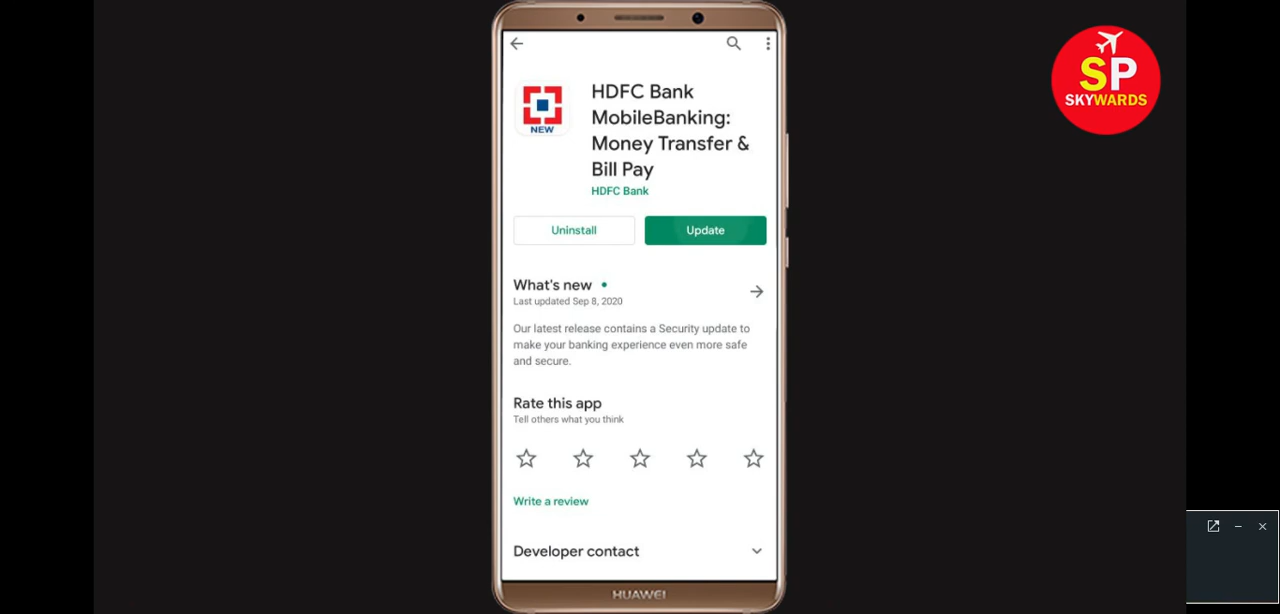 HDFC Bank
MobileBanking:
Money Transfer &
Bill Pay
NEW
HDFC Bank
Uninstall
Update
What's new
Last updated Sep 8, 2020
Our latest release contains a Security update to
make your banking experience even more safe
and secure.
Rate this app
Tell others what you think
Write a review
Developer contact
HUAWEI
SP
SKYWARDS